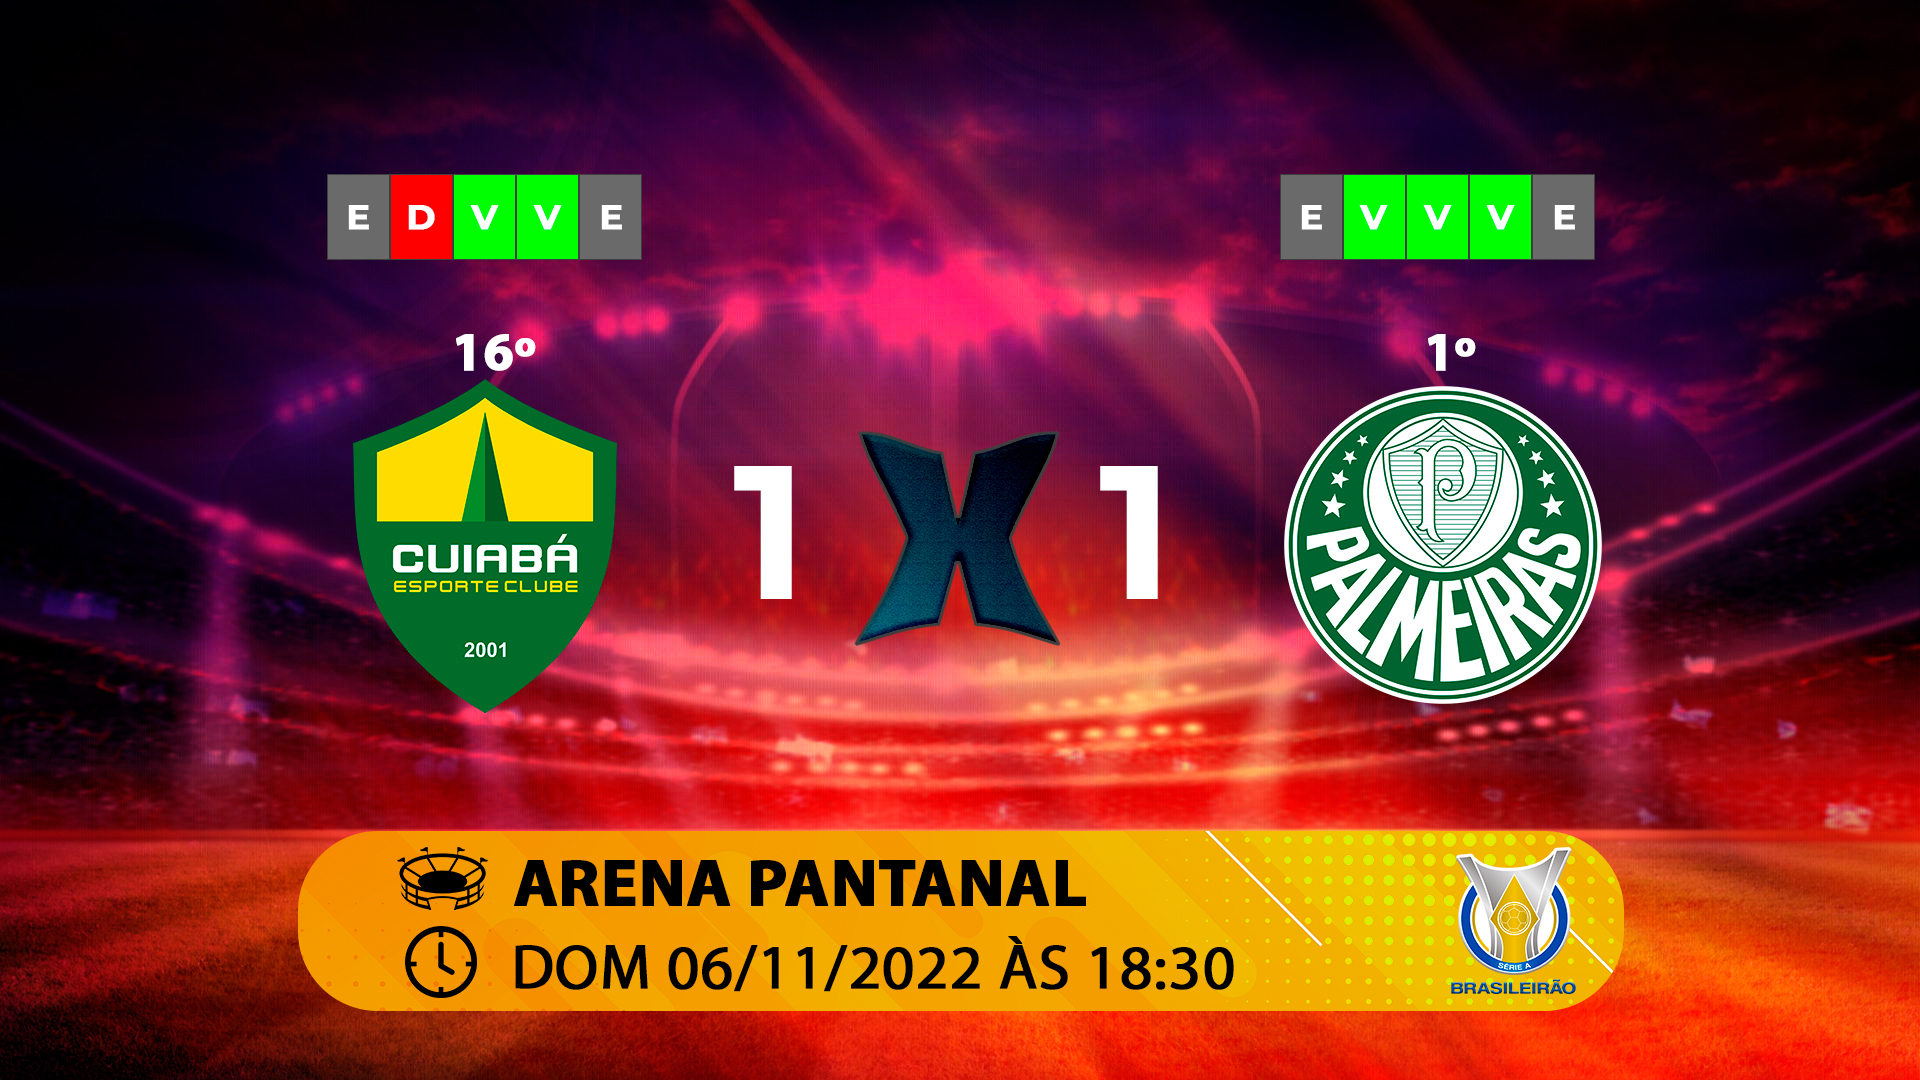 E D V V E
E V V V E
16º
1º
1 X 1
CUIABÁ
ESPORTE CLUBE
2001
P
PALMEIRAS
ARENA PANTANAL
DOM 06/11/2022 ÀS 18:30
SÉRIE A
BRASILEIRÃO